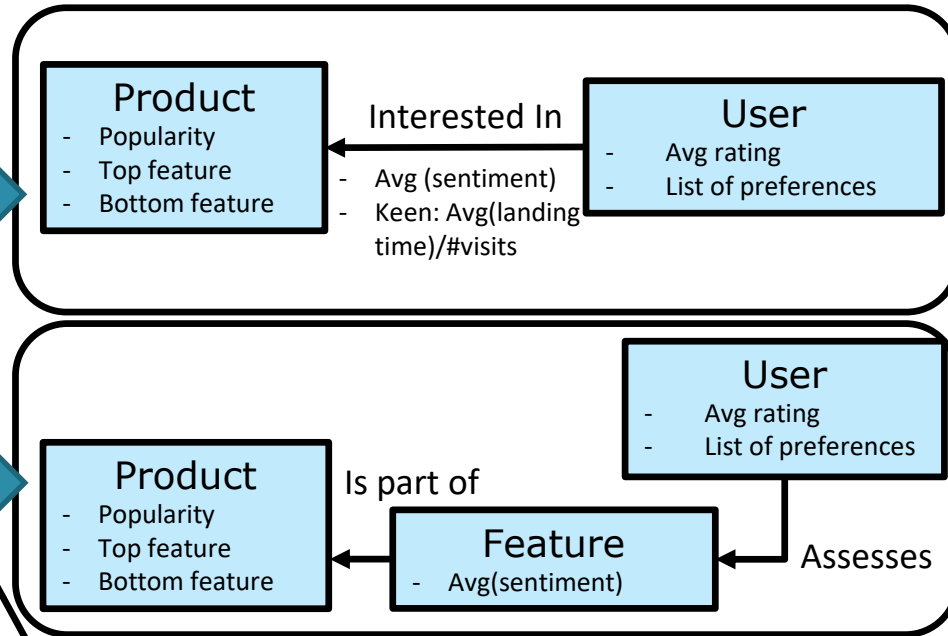 Product
- Popularity
- Top feature
- Bottom feature
Interested In
- Avg (sentiment)
- Keen: Avg(landing
time)/#visits
User
- Avg rating
- List of preferences
User
- Avg rating
- List of preferences
Product
- Popularity
- Top feature
- Bottom feature
Is part of
Feature
- Avg(sentiment)
Assesses